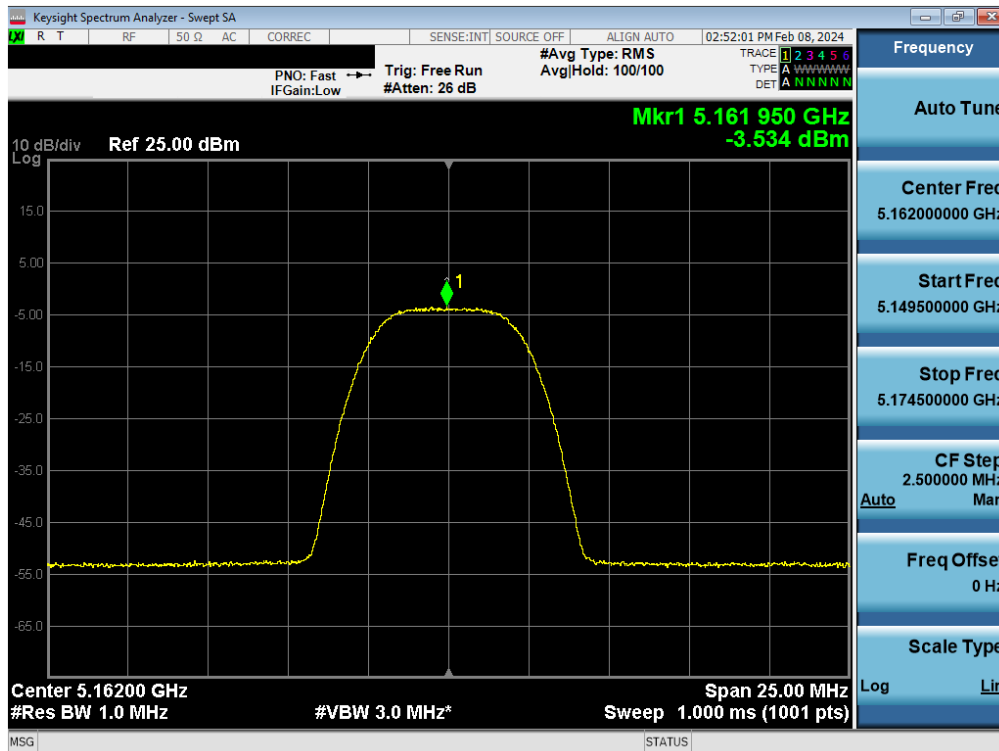 Keysight Spectrum Analyzer - Swept SA
LXI R T RF 50 Ω AC CORREC SENSE:INT SOURCE OFF ALIGN AUTO 02:52:01 PM Feb 08, 2024
#Avg Type: RMS TRACE 1 2 3 4 5 6
PNO: Fast Trig: Free Run Avg|Hold: 100/100 TYPE A WWWWW
IFGain:Low #Atten: 26 dB DET A N N N N N
Mkr1 5.161 950 GHz
-3.534 dBm
10 dB/div Ref 25.00 dBm
Log
15.0
1
5.00
-5.00
-15.0
-25.0
-35.0
-45.0
-55.0
-65.0
Center 5.16200 GHz Span 25.00 MHz
#Res BW 1.0 MHz #VBW 3.0 MHz* Sweep 1.000 ms (1001 pts)
MSG STATUS
Frequency
Auto Tune
Center Freq
5.162000000 GHz
Start Freq
5.149500000 GHz
Stop Freq
5.174500000 GHz
CF Step
2.500000 MHz
Auto Man
Freq Offset
0 Hz
Scale Type
Log Lin